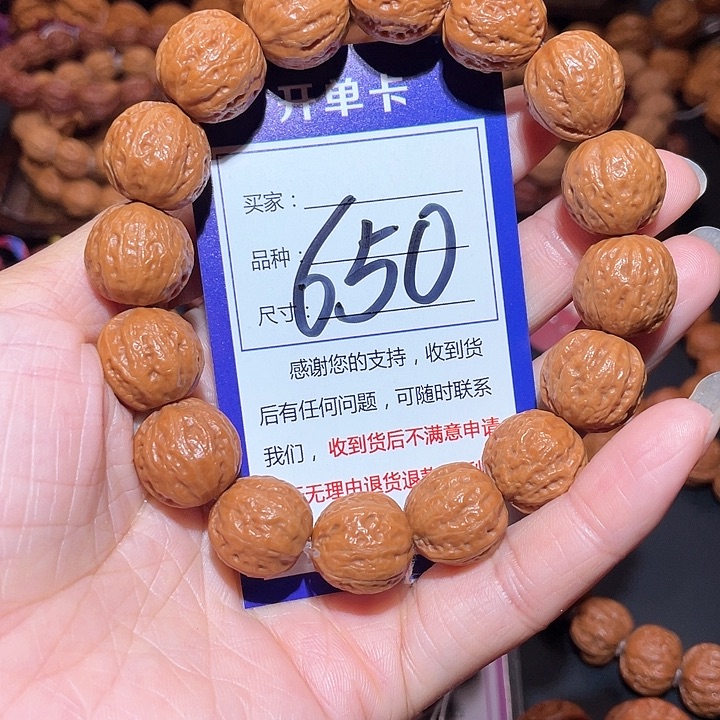 开单卡
买家：
品种：
650
尺寸：
感谢您的支持，收到货
后有任何问题，可随时联系
我们，收到货后不满意申请
无理由退货退款